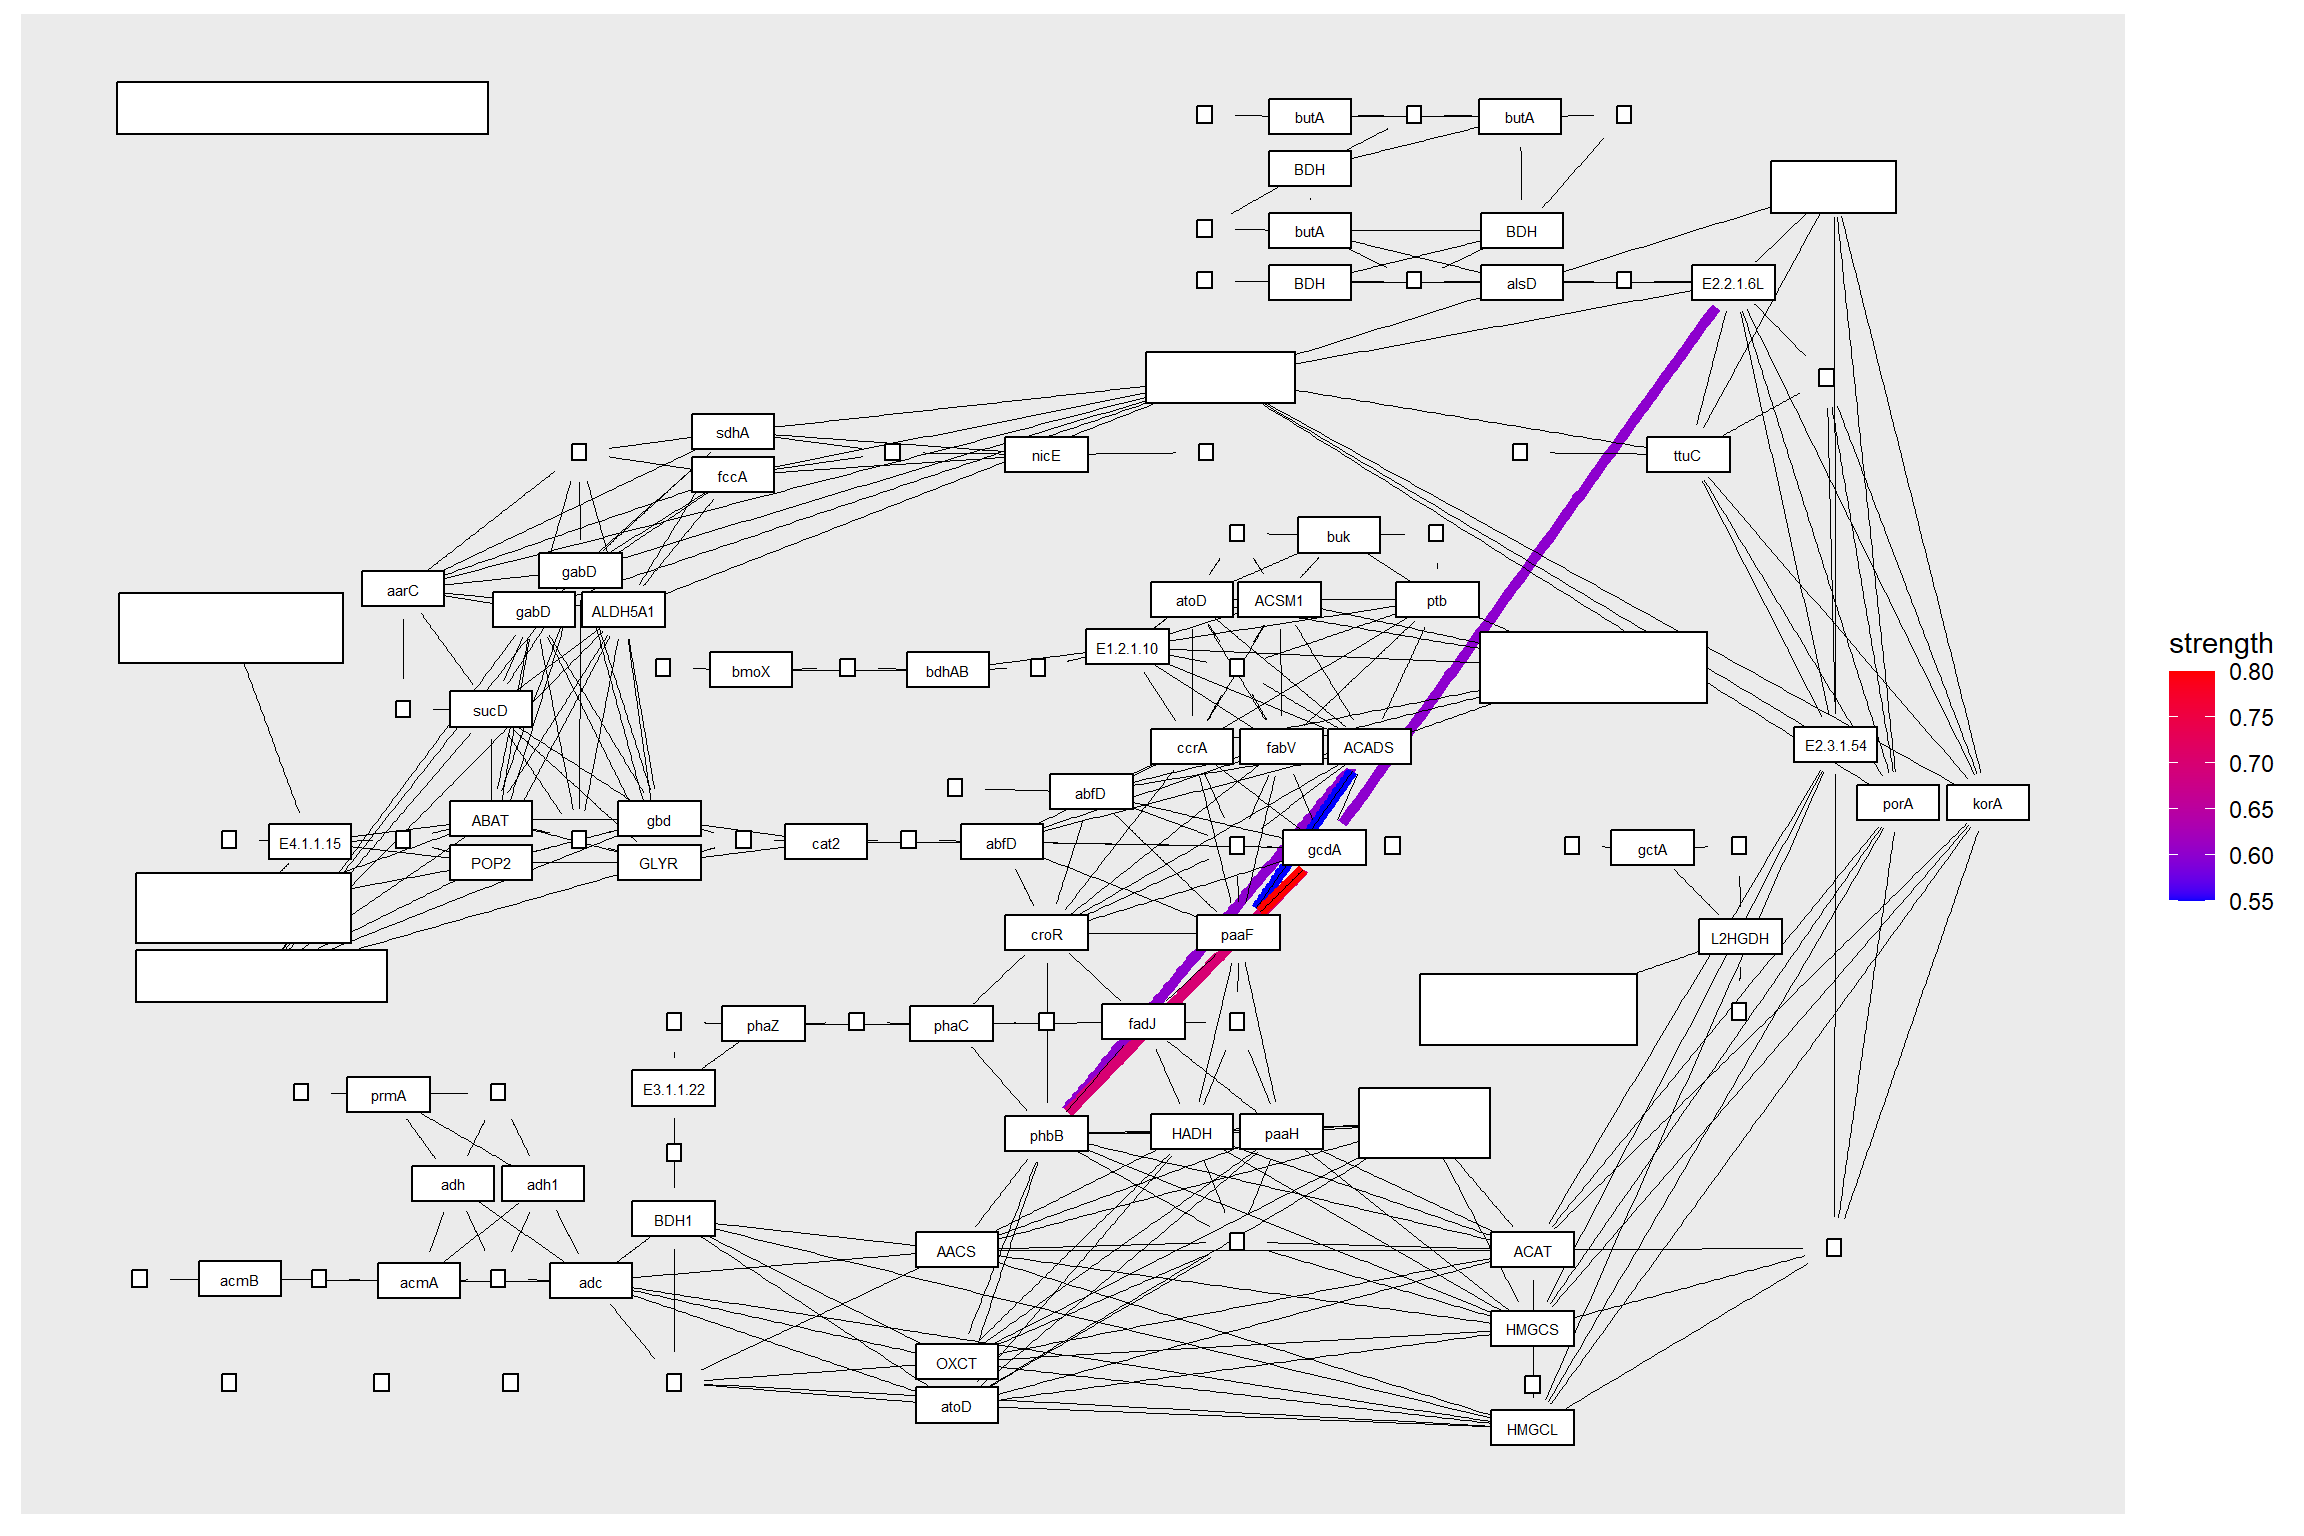 butA
butA
BDH
butA
BDH
BDH
alsD
E2.2.1.6L
sdhA
nicE
ttuC
fccA
buk
gabD
aarC
gabD
ALDH5A1
atoD
ACSM1
ptb
E1.2.1.10
bmoX
bdhAB
strength
0.80
0.75
0.70
0.65
0.60
0.55
sucD
ccrA
fabV
ACADS
E2.3.1.54
abfD
porA
korA
ABAT
gbd
E4.1.1.15
cat2
abfD
gcdA
gctA
POP2
GLYR
croR
paaF
L2HGDH
phaZ
phaC
fadJ
E3.1.1.22
prmA
phbB
HADH
paaH
adh
adh1
BDH1
AACS
ACAT
acmB
acmA
adc
HMGCS
OXCT
atoD
HMGCL